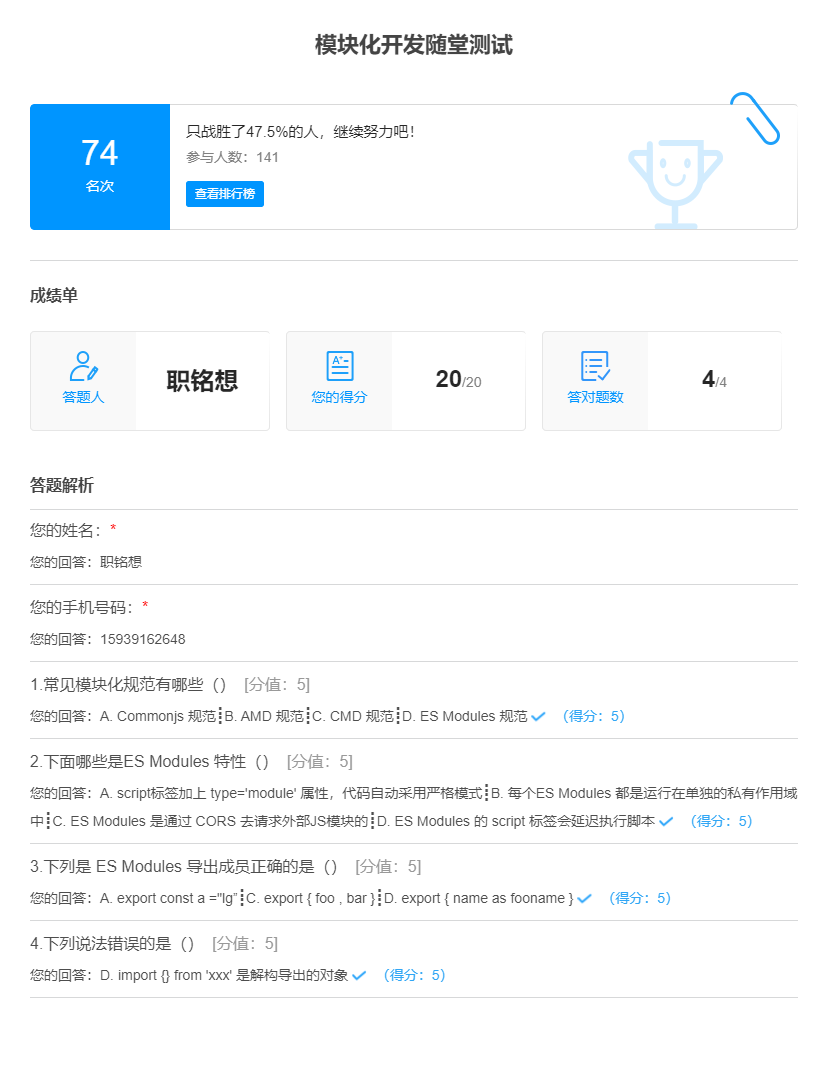 模块化开发随堂测试
74
名次
只战胜了47.5%的人，继续努力吧！
参与人数：141
查看排行榜
成绩单
答题人
职铭想
您的得分
20/20
答对题数
4/4
答题解析
您的姓名：*
您的回答：职铭想
您的手机号码：*
您的回答：15939162648
1.常见模块化规范有哪些（） [分值：5]
您的回答：A. Commonjs 规范┋B. AMD 规范┋C. CMD 规范┋D. ES Modules 规范 （得分：5）
2.下面哪些是ES Modules 特性（） [分值：5]
您的回答：A. script标签加上 type='module' 属性，代码自动采用严格模式┋B. 每个ES Modules 都是运行在单独的私有作用域
中┋C. ES Modules 是通过 CORS 去请求外部JS模块的┋D. ES Modules 的 script 标签会延迟执行脚本 （得分：5）
3.下列是 ES Modules 导出成员正确的是（） [分值：5]
您的回答：A. export const a ="lg"┋C. export { foo , bar }┋D. export { name as fooname } （得分：5）
4.下列说法错误的是（） [分值：5]
您的回答：D. import {} from 'xxx' 是解构导出的对象 （得分：5）